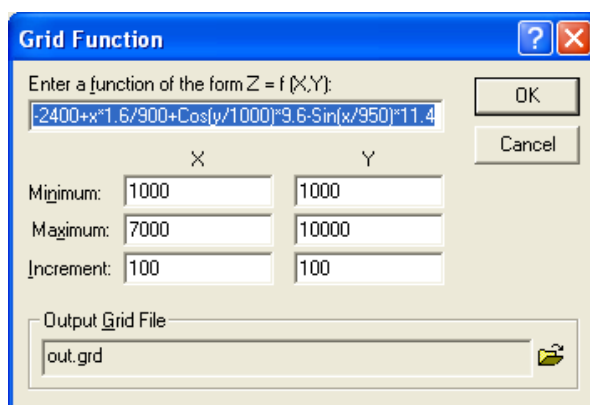 Grid Function
Enter a function of the form Z = f (X,Y):
-2400+x*1.6/900+Cos(y/1000)*9.6-Sin(x/950)*11.4
OK
Cancel
X Y
Minimum: 1000 1000
Maximum: 7000 10000
Increment: 100 100
Output Grid File
out.grd